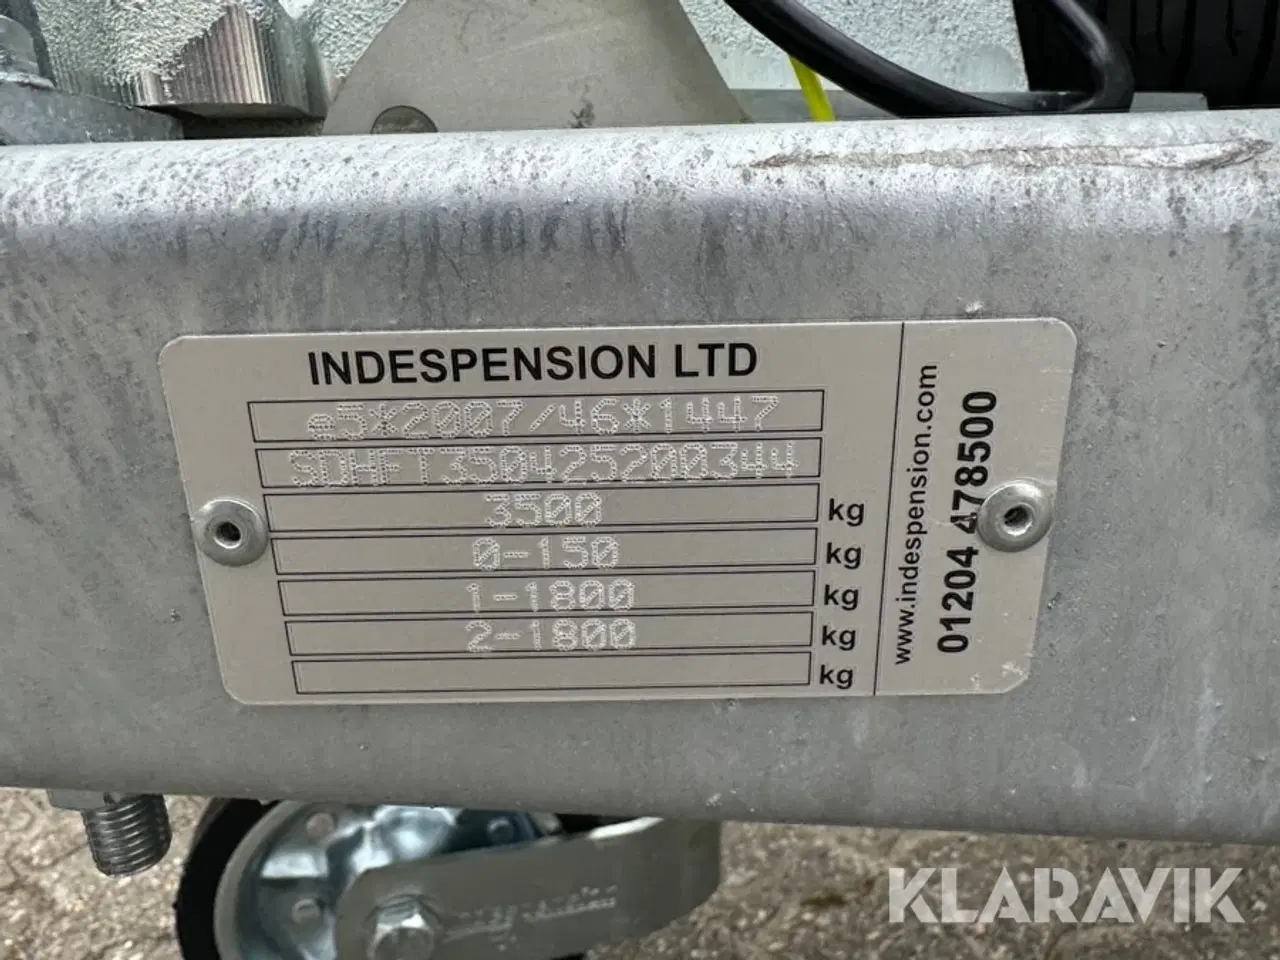 INDESPENSION LTD
e5*2007/46*1447
SDHFT350425200344
3500 kg
0-150 kg
1-1800 kg
2-1800 kg
kg
www.indespension.com
01204 478500
KLARAVIK